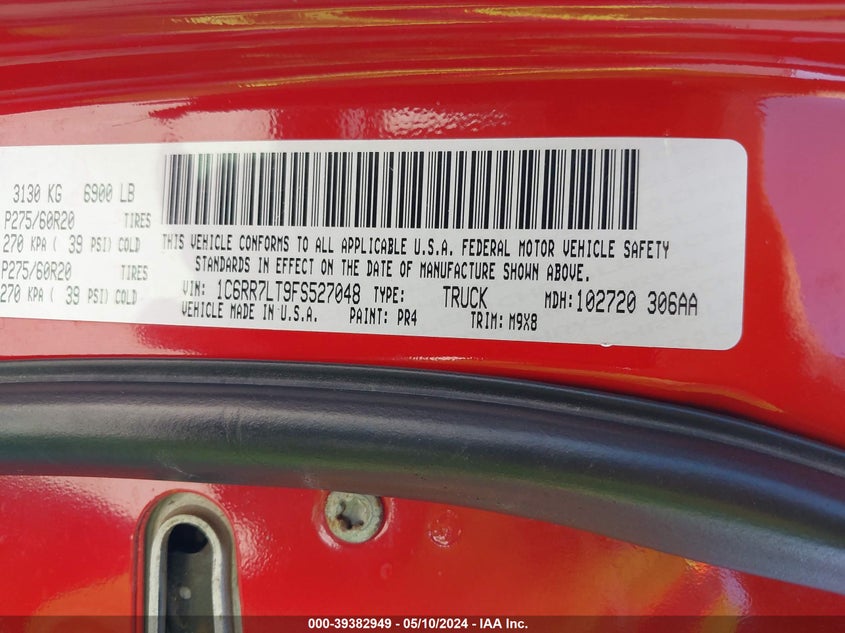 3130 KG 6900 LB
P275/60R20 TIRES
270 KPA ( 39 PSI) COLD
P275/60R20 TIRES
270 KPA ( 39 PSI) COLD
THIS VEHICLE CONFORMS TO ALL APPLICABLE U.S.A. FEDERAL MOTOR VEHICLE SAFETY
STANDARDS IN EFFECT ON THE DATE OF MANUFACTURE SHOWN ABOVE.
VIN: 1C6RR7LT9FS527048 TYPE: TRUCK MDH: 102720 306AA
VEHICLE MADE IN U.S.A. PAINT: PR4 TRIM: M9X8
000-39382949 - 05/10/2024 - IAA Inc.